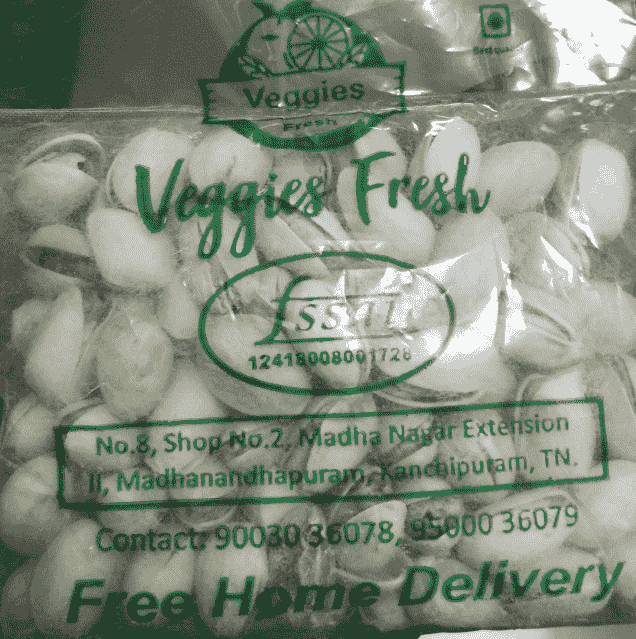 Veggies
Fresh
Veggies Fresh
fssai
12418008001728
No.8, Shop No.2, Madha Nagar Extension
II, Madhanandhapuram, Kanchipuram, TN.
Contact: 90030 36078, 95000 36079
Free Home Delivery